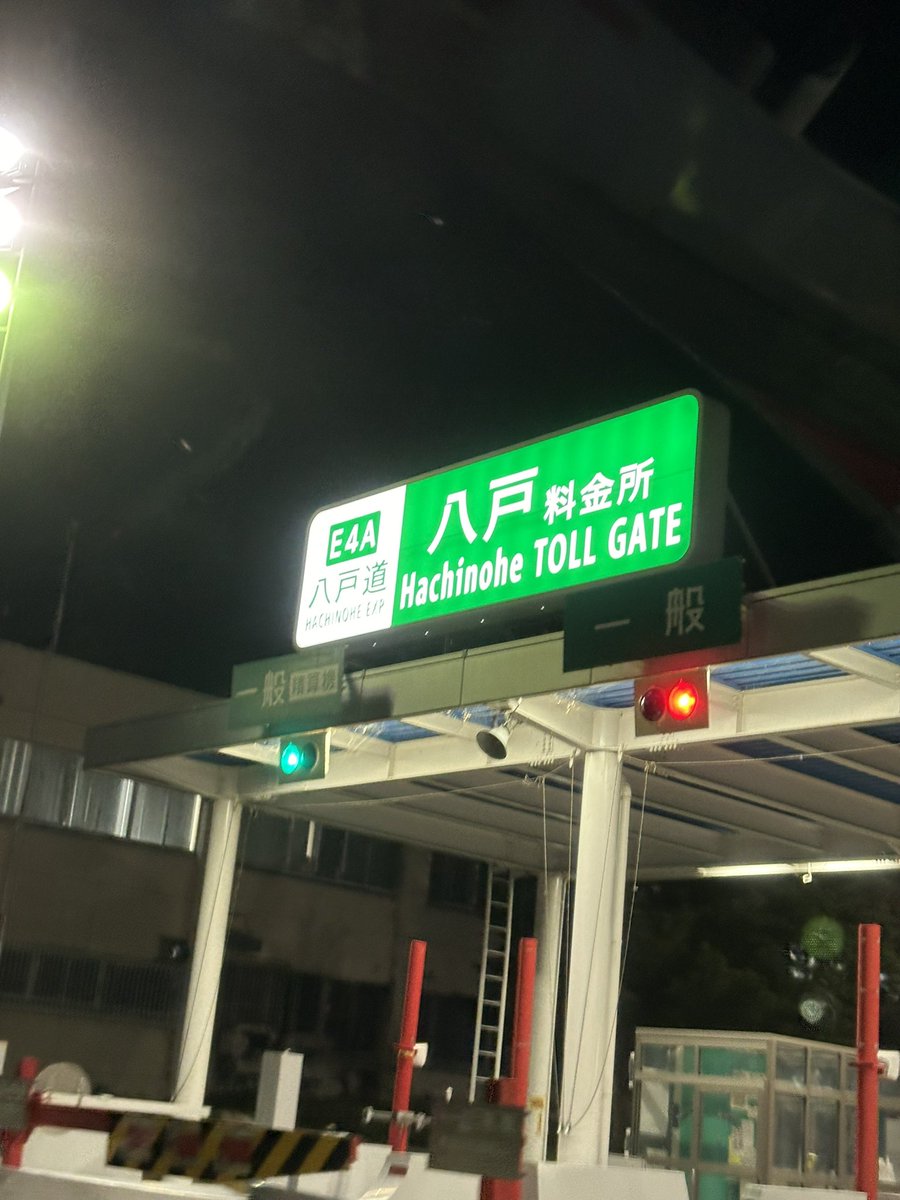 E4A
八戸道
HACHINOHE E/P
八戸 料金所
Hachinohe TOLL GATE
一般
一般 精算機